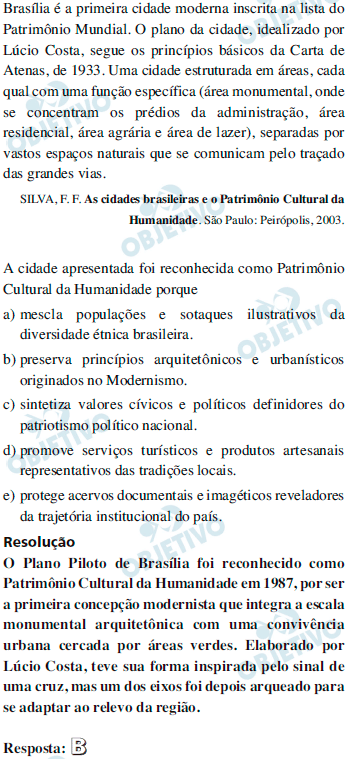 Brasília é a primeira cidade moderna inscrita na lista do
Patrimônio Mundial. O plano da cidade, idealizado por
Lúcio Costa, segue os princípios básicos da Carta de
Atenas, de 1933. Uma cidade estruturada em áreas, cada
qual com uma função específica (área monumental, onde
se concentram os prédios da administração, área
residencial, área agrária e área de lazer), separadas por
vastos espaços naturais que se comunicam pelo traçado
das grandes vias.
SILVA, F. F. As cidades brasileiras e o Patrimônio Cultural da
Humanidade. São Paulo: Peirópolis, 2003.
A cidade apresentada foi reconhecida como Patrimônio
Cultural da Humanidade porque
a) mescla populações e sotaques ilustrativos da
diversidade étnica brasileira.
b) preserva princípios arquitetônicos e urbanísticos
originados no Modernismo.
c) sintetiza valores cívicos e políticos definidores do
patriotismo político nacional.
d) promove serviços turísticos e produtos artesanais
representativos das tradições locais.
e) protege acervos documentais e imagéticos reveladores
da trajetória institucional do país.
Resolução
O Plano Piloto de Brasília foi reconhecido como
Patrimônio Cultural da Humanidade em 1987, por ser
a primeira concepção modernista que integra a escala
monumental arquitetônica com uma convivência
urbana cercada por áreas verdes. Elaborado por
Lúcio Costa, teve sua forma inspirada pelo sinal de
uma cruz, mas um dos eixos foi depois arqueado para
se adaptar ao relevo da região.
Resposta: B
OBJETIVO
OBJETIVO
OBJETIVO
OBJETIVO
OBJETIVO
OBJETIVO
OBJETIVO
OBJETIVO